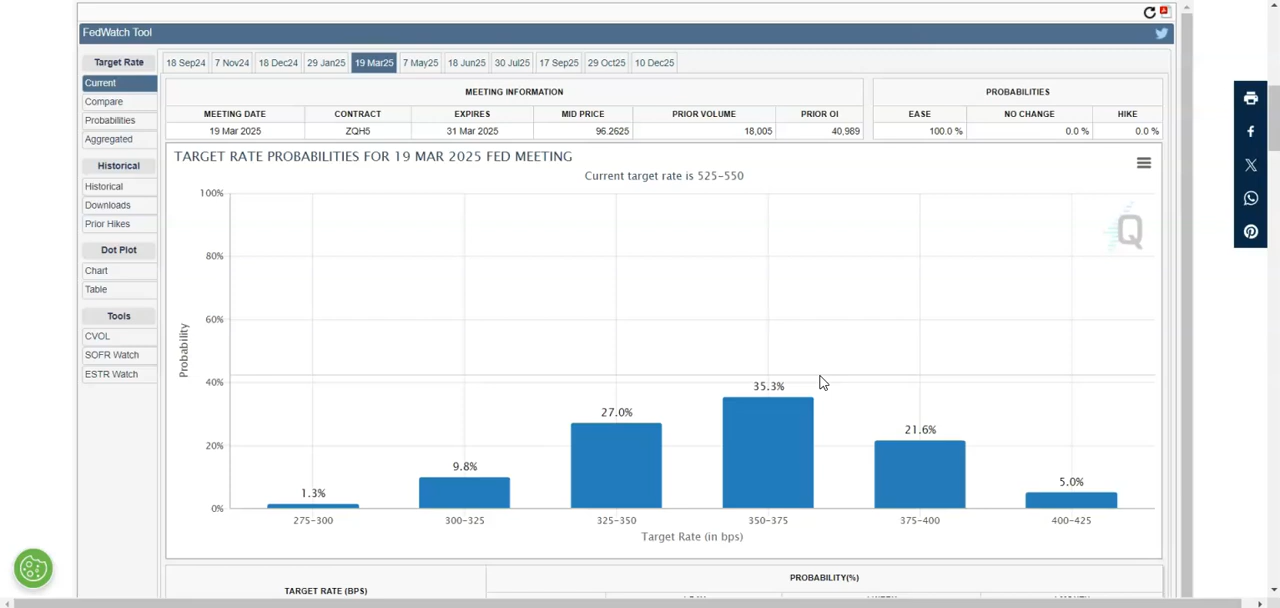 FedWatch Tool
Target Rate
Current
Compare
Probabilities
Aggregated
Historical
Historical
Downloads
Prior Hikes
Dot Plot
Chart
Table
Tools
CVOL
SOFR Watch
ESTR Watch
18 Sep24 7 Nov24 18 Dec24 29 Jan25 19 Mar25 7 May25 18 Jun25 30 Jul25 17 Sep25 29 Oct25 10 Dec25
MEETING INFORMATION
MEETING DATE CONTRACT EXPIRES MID PRICE PRIOR VOLUME PRIOR OI
19 Mar 2025 ZQH5 31 Mar 2025 96.2625 18,005 40,989
PROBABILITIES
EASE NO CHANGE HIKE
100.0 % 0.0 % 0.0 %
TARGET RATE PROBABILITIES FOR 19 MAR 2025 FED MEETING
Current target rate is 525-550
Q
Probability
100%
80%
60%
40%
20%
0%
1.3%
9.8%
27.0%
35.3%
21.6%
5.0%
275-300 300-325 325-350 350-375 375-400 400-425
Target Rate (in bps)
TARGET RATE (BPS)
PROBABILITY(%)